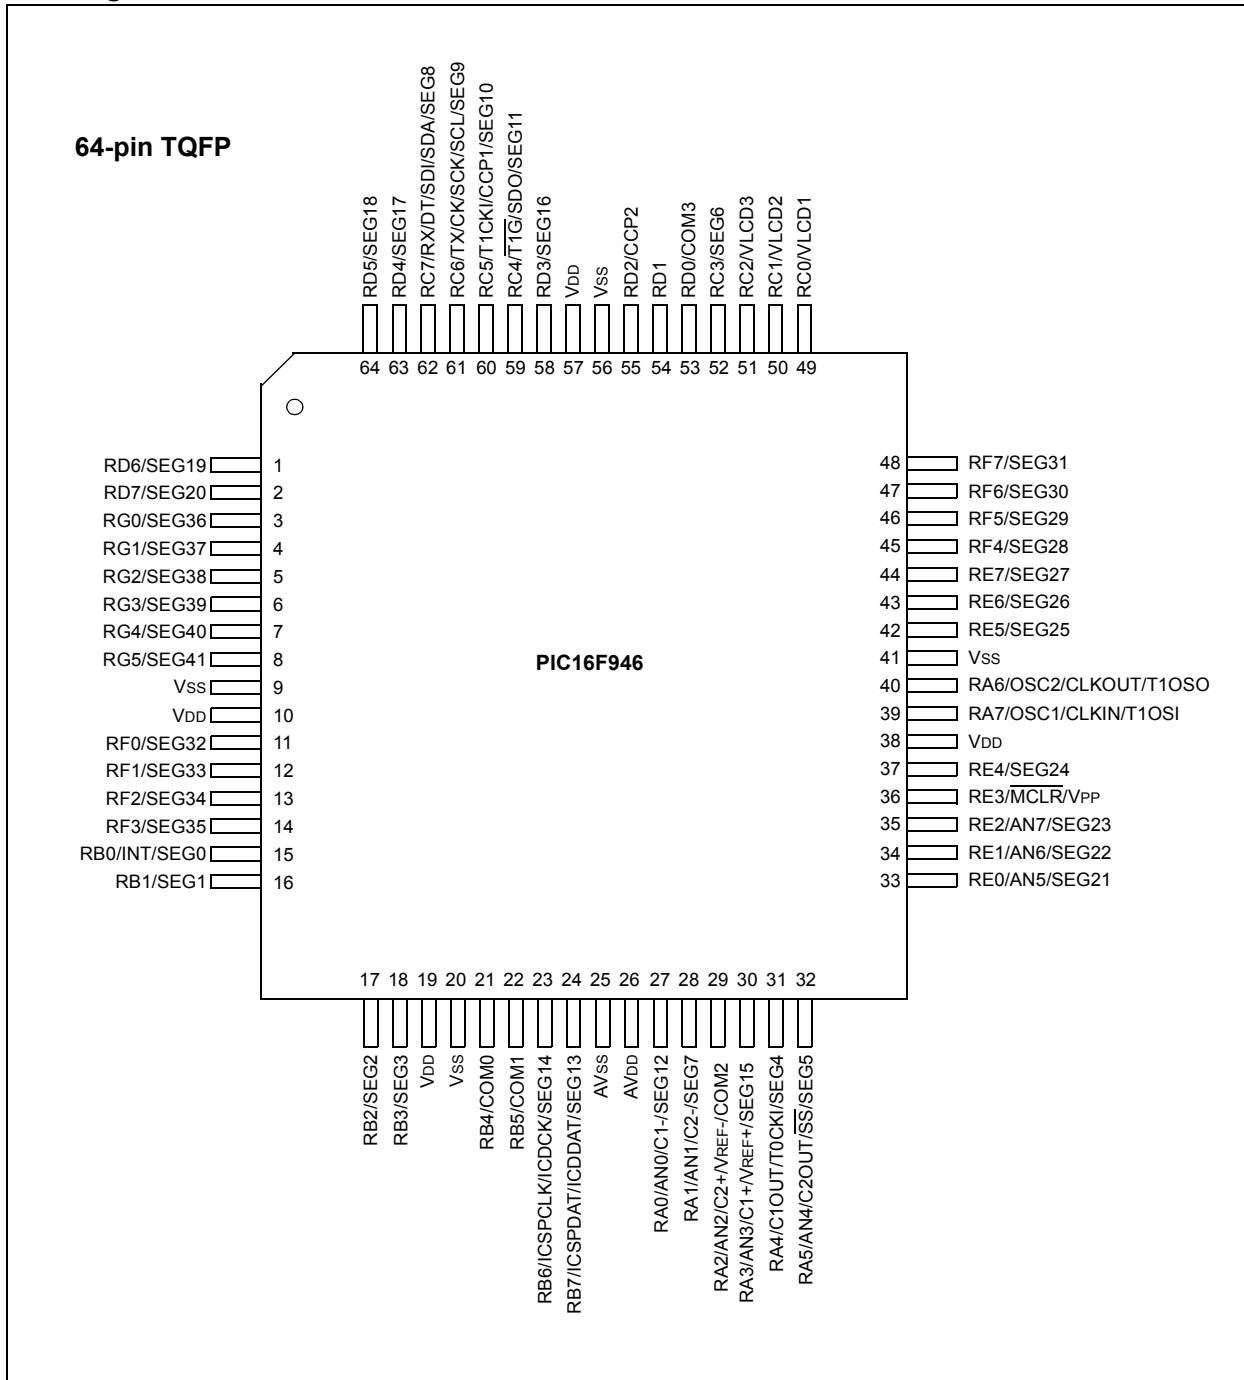 64-pin TQFP
RD5/SEG18
RD4/SEG17
RC7/RX/DT/SDI/SDA/SEG8
RC6/TX/CK/SCK/SCL/SEG9
RC5/T1CKI/CCP1/SEG10
RC4/T1G/SDO/SEG11
RD3/SEG16
VDD
VSS
RD2/CCP2
RD1
RD0/COM3
RC3/SEG6
RC2/VLCD3
RC1/VLCD2
RC0/VLCD1
64 63 62 61 60 59 58 57 56 55 54 53 52 51 50 49
RD6/SEG19 1
RD7/SEG20 2
RG0/SEG36 3
RG1/SEG37 4
RG2/SEG38 5
RG3/SEG39 6
RG4/SEG40 7
RG5/SEG41 8
VSS 9
VDD 10
RF0/SEG32 11
RF1/SEG33 12
RF2/SEG34 13
RF3/SEG35 14
RB0/INT/SEG0 15
RB1/SEG1 16
PIC16F946
48 RF7/SEG31
47 RF6/SEG30
46 RF5/SEG29
45 RF4/SEG28
44 RE7/SEG27
43 RE6/SEG26
42 RE5/SEG25
41 VSS
40 RA6/OSC2/CLKOUT/T1OSO
39 RA7/OSC1/CLKIN/T1OSI
38 VDD
37 RE4/SEG24
36 RE3/MCLR/VPP
35 RE2/AN7/SEG23
34 RE1/AN6/SEG22
33 RE0/AN5/SEG21
17 18 19 20 21 22 23 24 25 26 27 28 29 30 31 32
RB2/SEG2
RB3/SEG3
VDD
VSS
RB4/COM0
RB5/COM1
RB6/ICSPCLK/ICDCK/SEG14
RB7/ICSPDAT/ICDDAT/SEG13
AVSS
AVDD
RA0/AN0/C1-/SEG12
RA1/AN1/C2-/SEG7
RA2/AN2/C2+/VREF-/COM2
RA3/AN3/C1+/VREF+/SEG15
RA4/C1OUT/T0CKI/SEG4
RA5/AN4/C2OUT/SS/SEG5